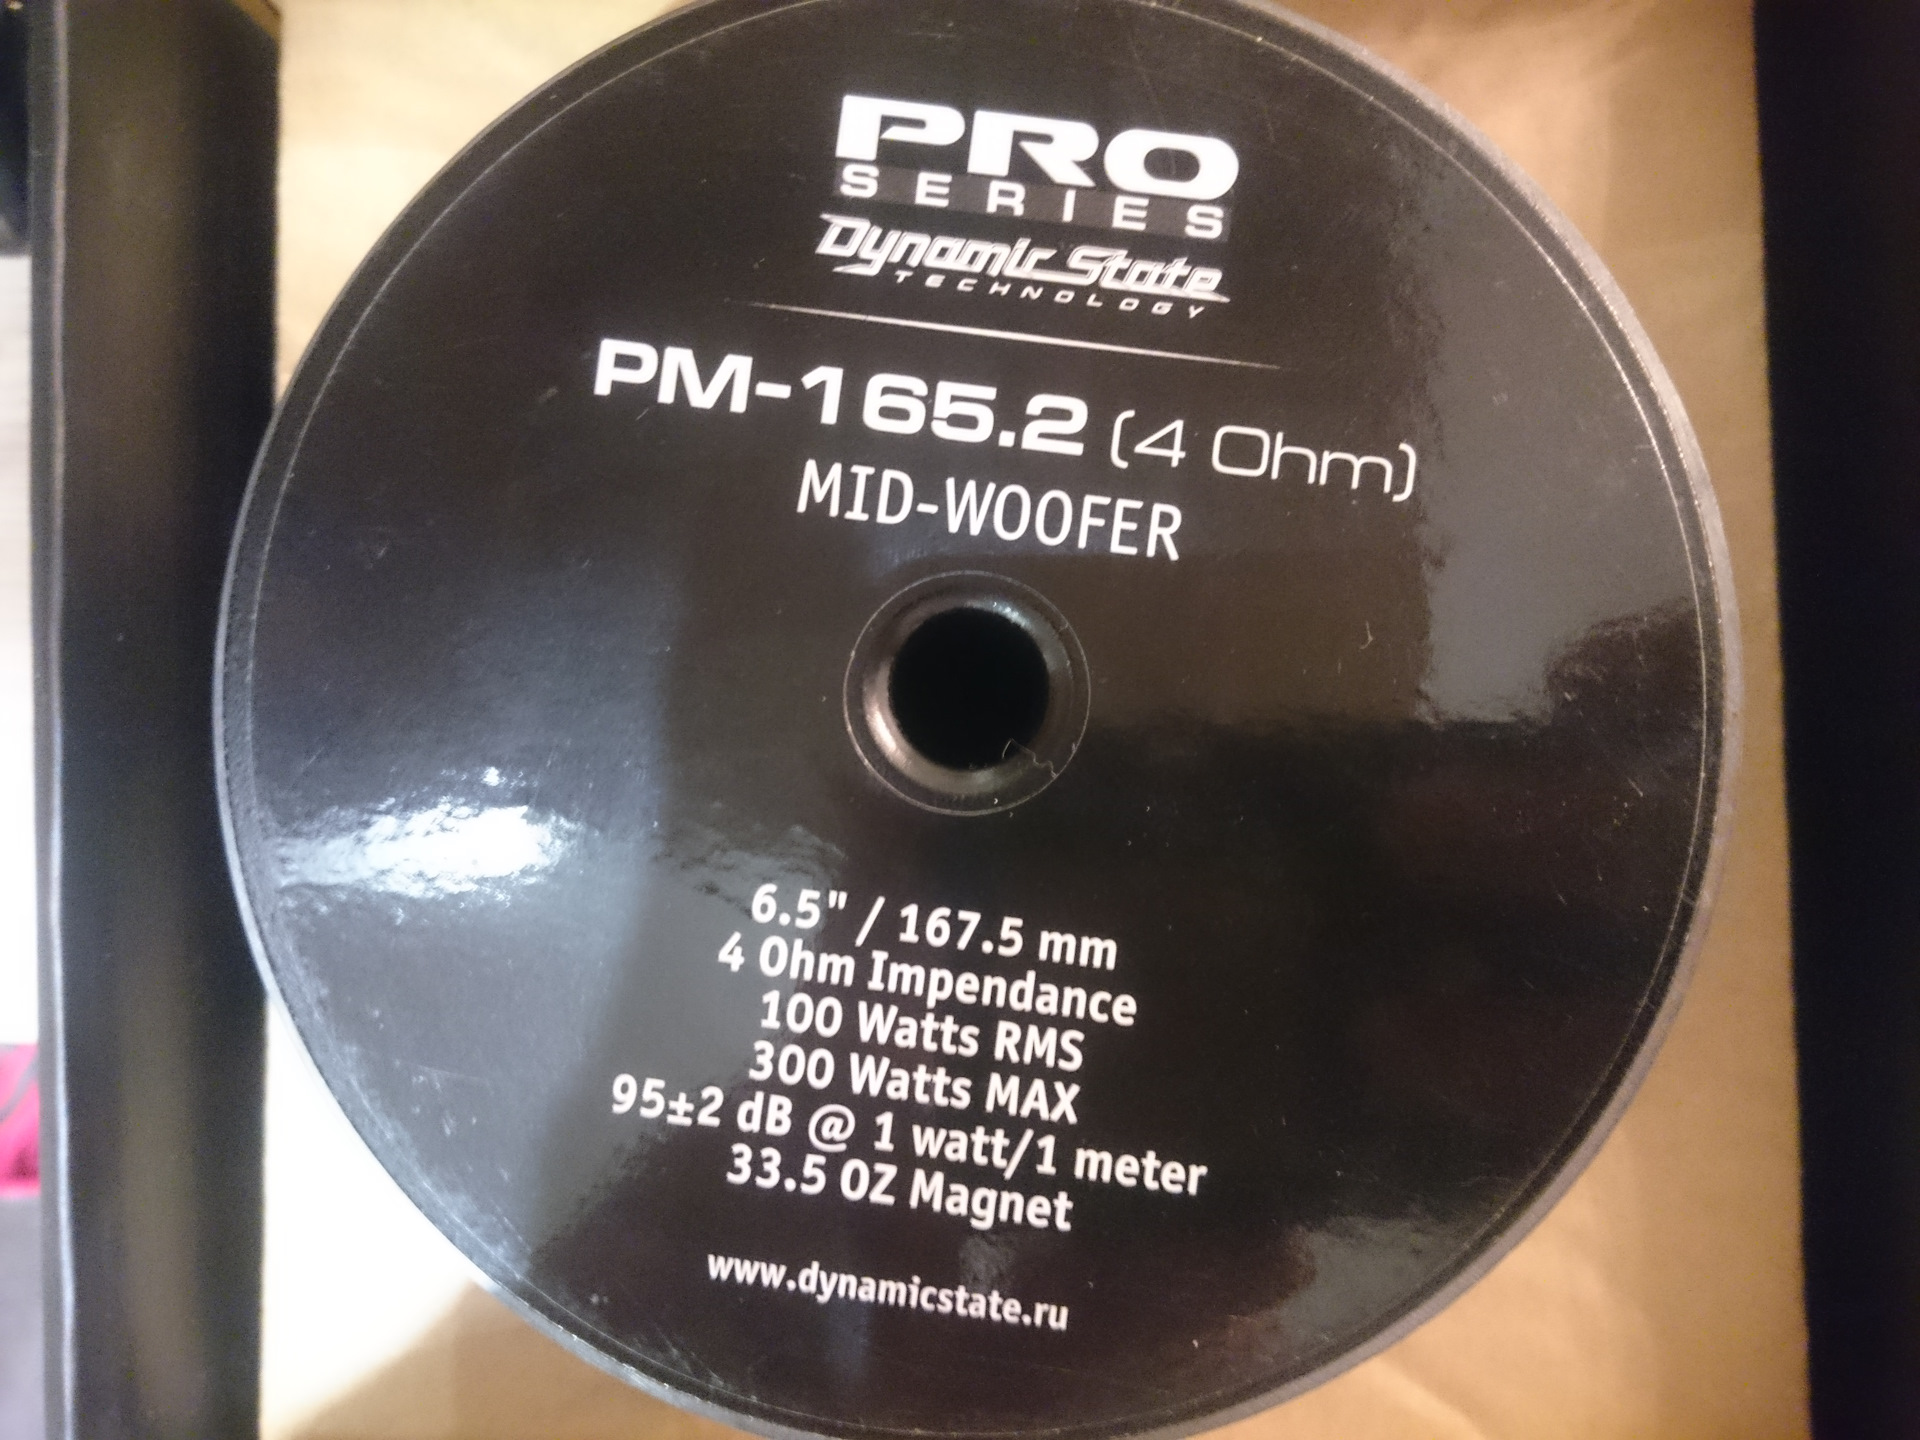 PRO
SERIES
Dynamic State
TECHNOLOGY
PM-165.2 (4 Ohm)
MID-WOOFER
6.5" / 167.5 mm
4 Ohm Impendance
100 Watts RMS
300 Watts MAX
95±2 dB @ 1 watt/1 meter
33.5 OZ Magnet
www.dynamicstate.ru